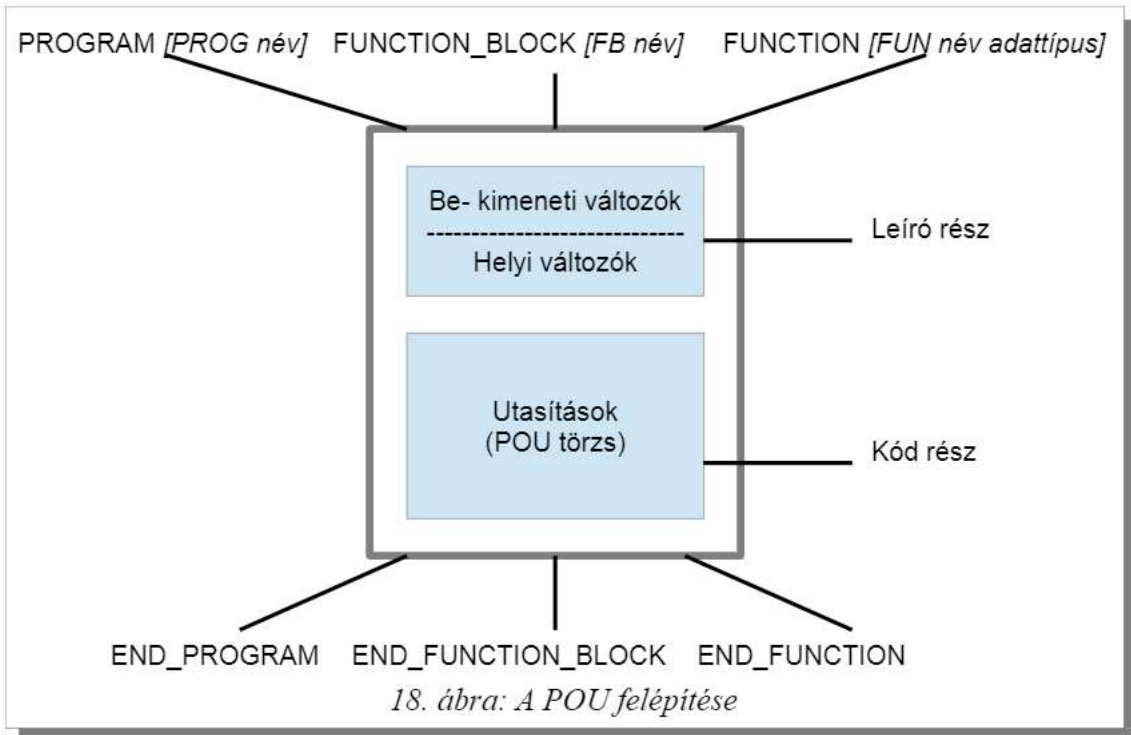 PROGRAM [PROG név] FUNCTION_BLOCK [FB név] FUNCTION [FUN név adattípus]
Be- kimeneti változók
Helyi változók
Leíró rész
Utasítások
(POU törzs)
Kód rész
END_PROGRAM END_FUNCTION_BLOCK END_FUNCTION
18. ábra: A POU felépítése